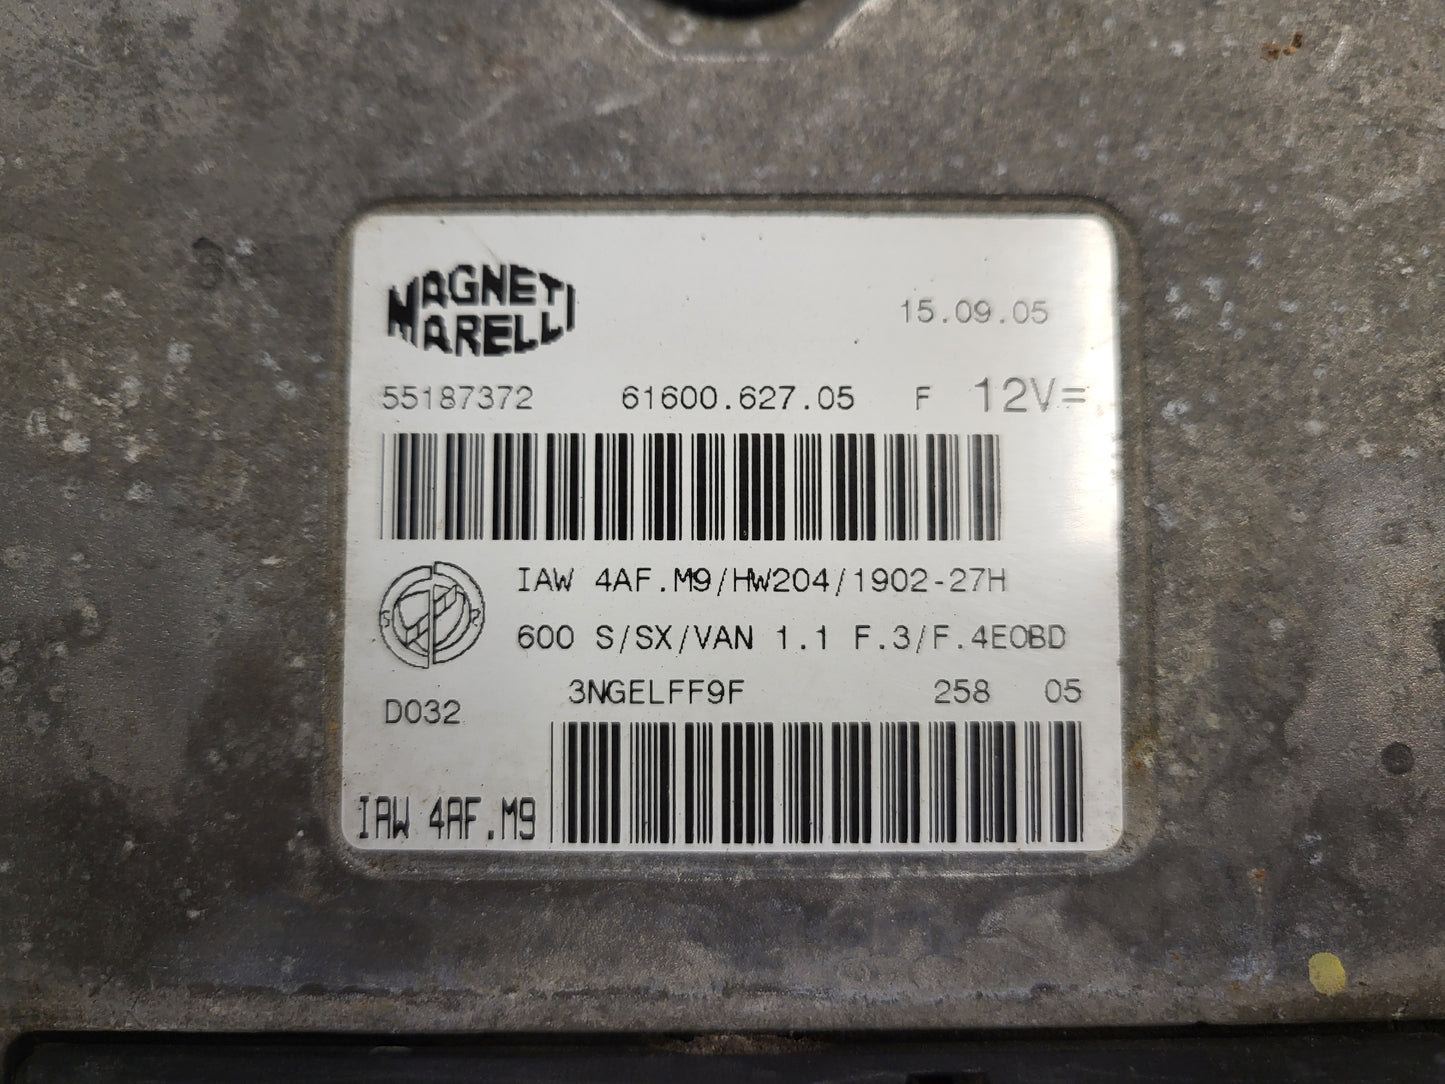 MAGNETI
MARELLI
15.09.05
55187372 61600.627.05 F 12V=
IAW 4AF.M9/HW204/1902-27H
S R
600 S/SX/VAN 1.1 F.3/F.4EOBD
3NGELFF9F 258 05
D032
IAW 4AF.M9